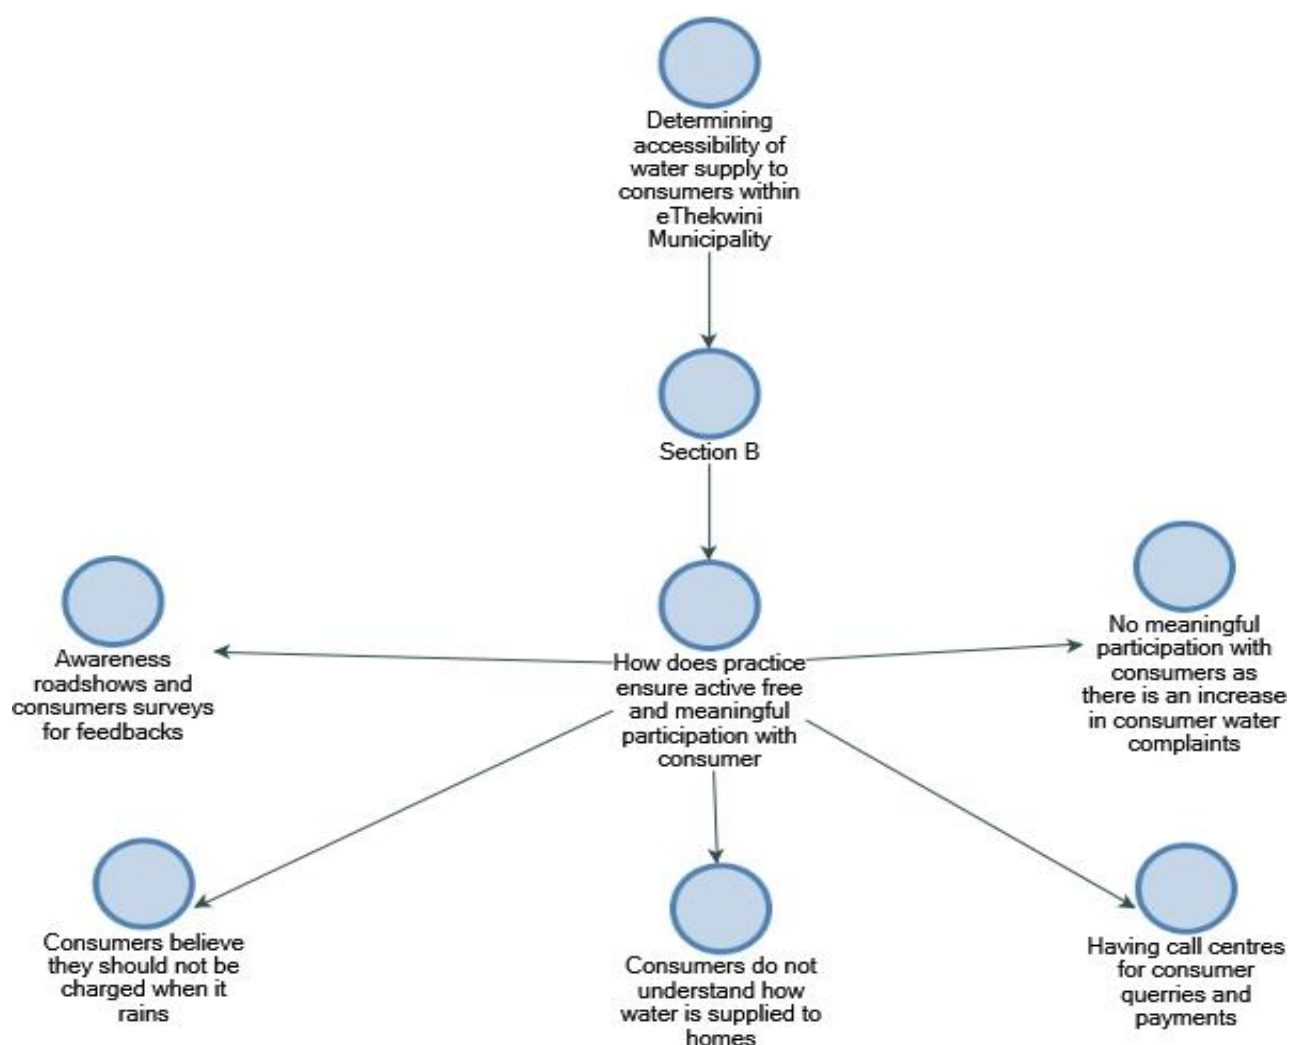 Determining
accessibility of
water supply to
consumers within
eThekwini
Municipality
Section B
How does practice
ensure active free
and meaningful
participation with
consumer
Awareness
roadshows and
consumers surveys
for feedbacks
No meaningful
participation with
consumers as
there is an increase
in consumer water
complaints
Consumers believe
they should not be
charged when it
rains
Consumers do not
understand how
water is supplied to
homes
Having call centres
for consumer
querries and
payments